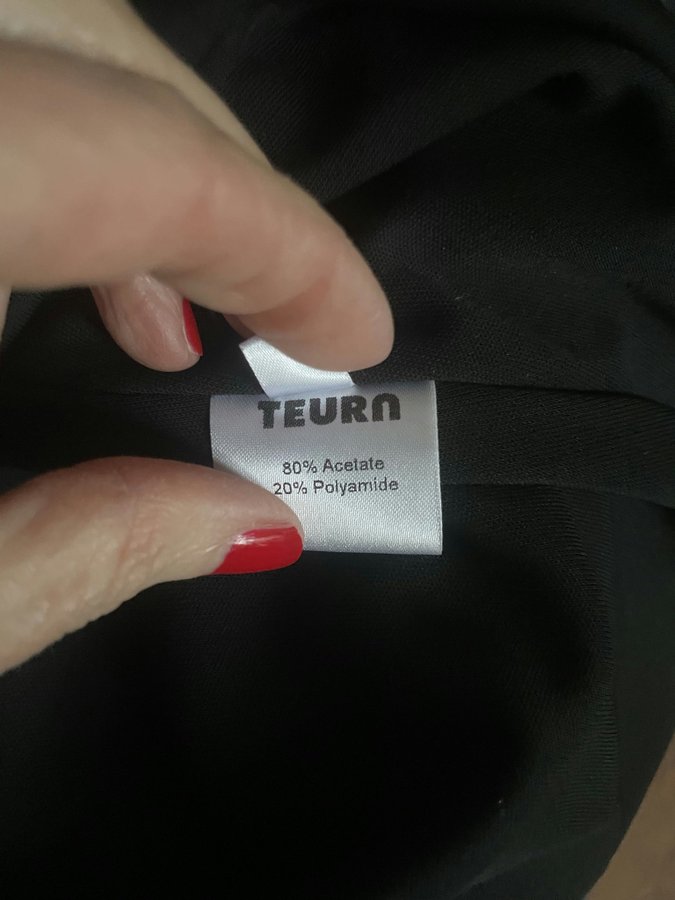 TEURN
80% Acetate
20% Polyamide